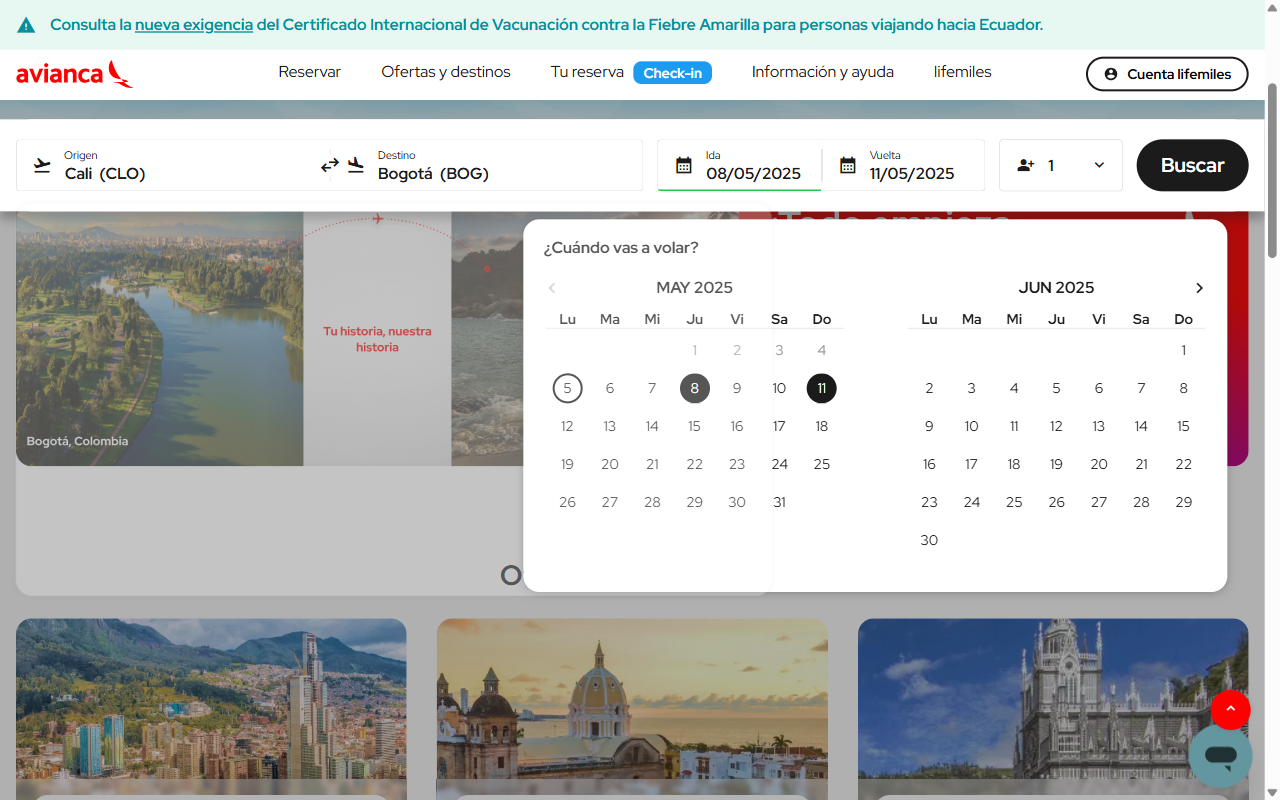 Consulta la nueva exigencia del Certificado Internacional de Vacunación contra la Fiebre Amarilla para personas viajando hacia Ecuador.
avianca
Reservar
Ofertas y destinos
Tu reserva
Check-in
Información y ayuda
lifemiles
Cuenta lifemiles
Origen
Cali (CLO)
Destino
Bogotá (BOG)
Ida
08/05/2025
Vuelta
11/05/2025
1
Buscar
Todo empieza
¿Cuándo vas a volar?
MAY 2025
Lu Ma Mi Ju Vi Sa Do
1 2 3 4
5 6 7 8 9 10 11
12 13 14 15 16 17 18
19 20 21 22 23 24 25
26 27 28 29 30 31
JUN 2025
Lu Ma Mi Ju Vi Sa Do
1
2 3 4 5 6 7 8
9 10 11 12 13 14 15
16 17 18 19 20 21 22
23 24 25 26 27 28 29
30
Tu historia, nuestra
historia
Bogotá, Colombia